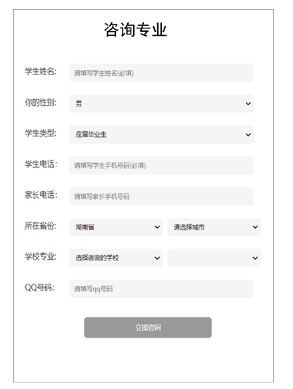 咨询专业
学生姓名: 请填写学生姓名(必填)
你的性别: 男
学生类型: 应届毕业生
学生电话: 请填写学生手机号码(必填)
家长电话: 请填写家长手机号码
所在省份: 湖南省 请选择城市
学校专业: 选择咨询的学校
QQ号码: 请填写qq号码
立即咨询